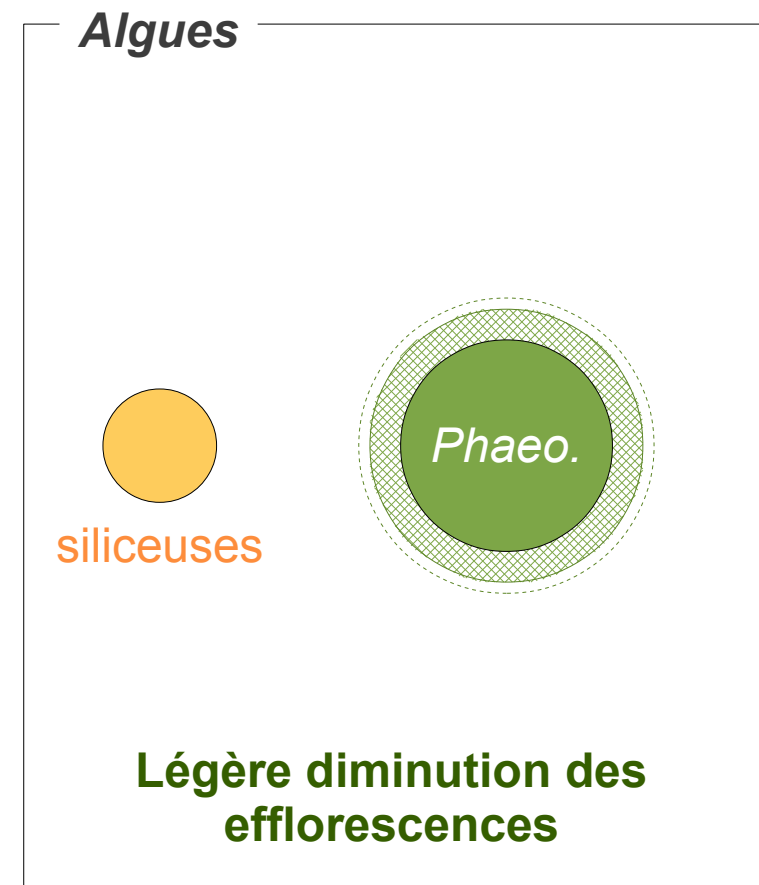 Algues
Phaeo.
siliceuses
Légère diminution des
efflorescences